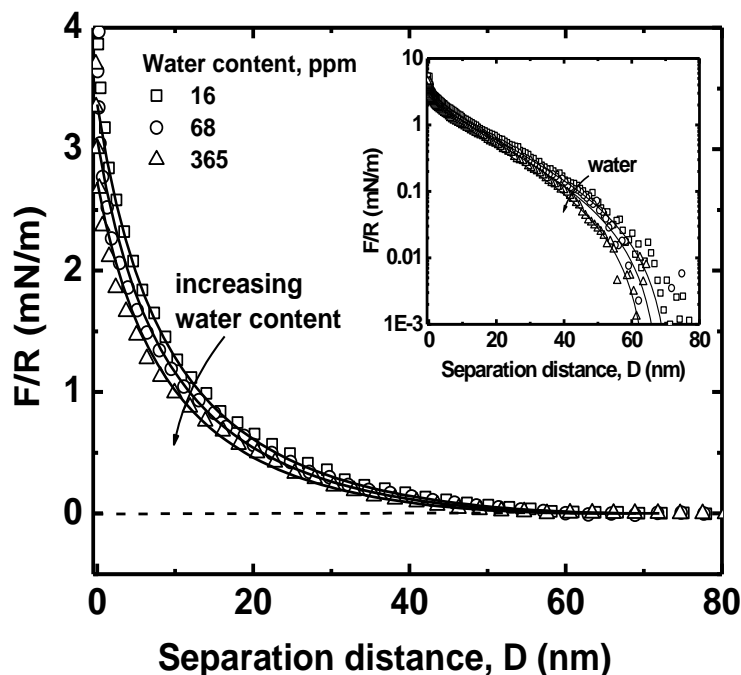 4
3
2
1
0
F/R (mN/m)
Water content, ppm
16
68
365
increasing
water content
0
20
40
60
80
Separation distance, D (nm)
10
1
0.1
0.01
1E-3
F/R (mN/m)
water
0
20
40
60
80
Separation distance, D (nm)